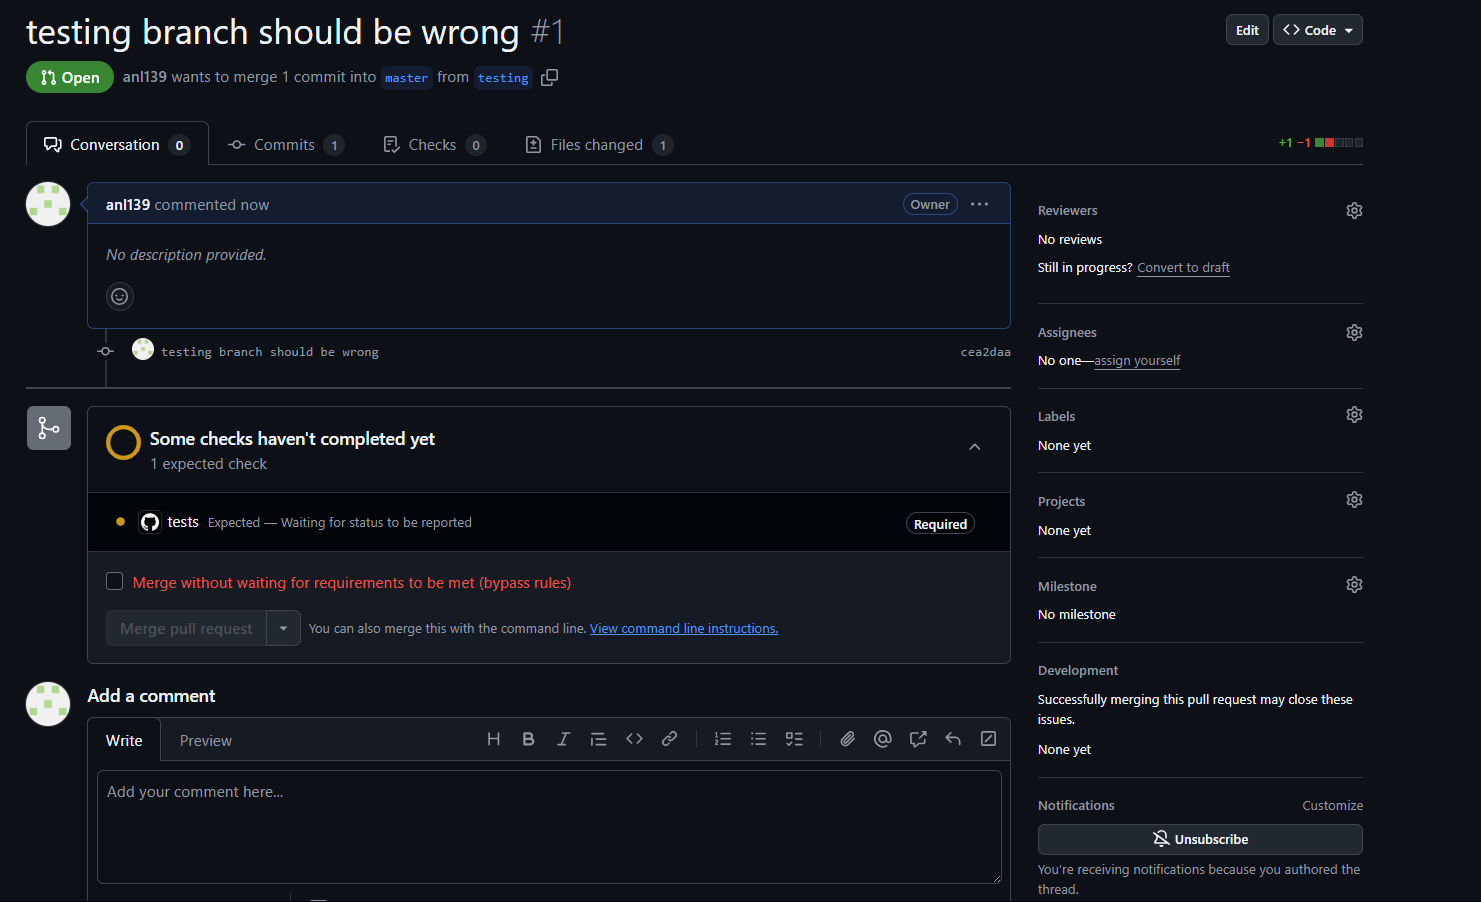 testing branch should be wrong #1
Edit
Code
Open
anl139 wants to merge 1 commit into master from testing
Conversation 0
Commits 1
Checks 0
Files changed 1
+1 −1
anl139 commented now
Owner
No description provided.
testing branch should be wrong
cea2daa
Some checks haven't completed yet
1 expected check
tests Expected — Waiting for status to be reported
Required
Merge without waiting for requirements to be met (bypass rules)
Merge pull request
You can also merge this with the command line. View command line instructions.
Add a comment
Write
Preview
Add your comment here...
Reviewers
No reviews
Still in progress? Convert to draft
Assignees
No one—assign yourself
Labels
None yet
Projects
None yet
Milestone
No milestone
Development
Successfully merging this pull request may close these
issues.
None yet
Notifications
Customize
Unsubscribe
You're receiving notifications because you authored the
thread.